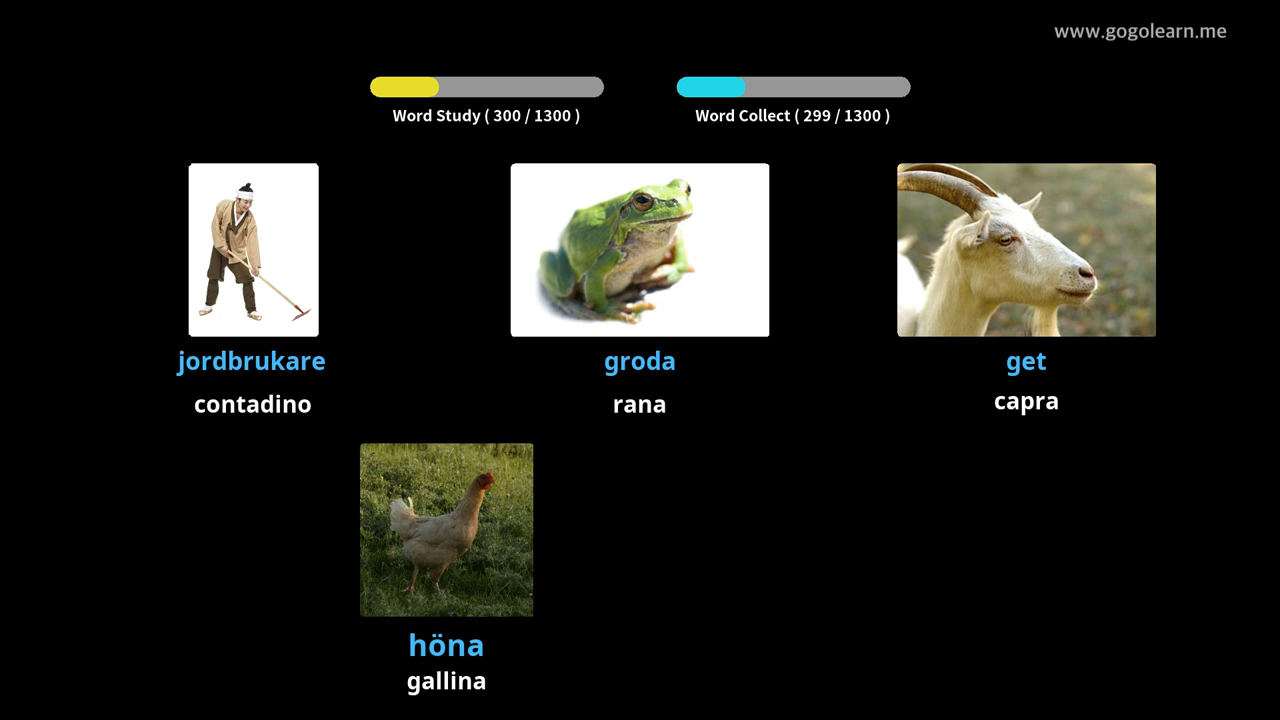 www.gogolearn.me
Word Study ( 300 / 1300 )
Word Collect ( 299 / 1300 )
jordbrukare
contadino
groda
rana
get
capra
höna
gallina